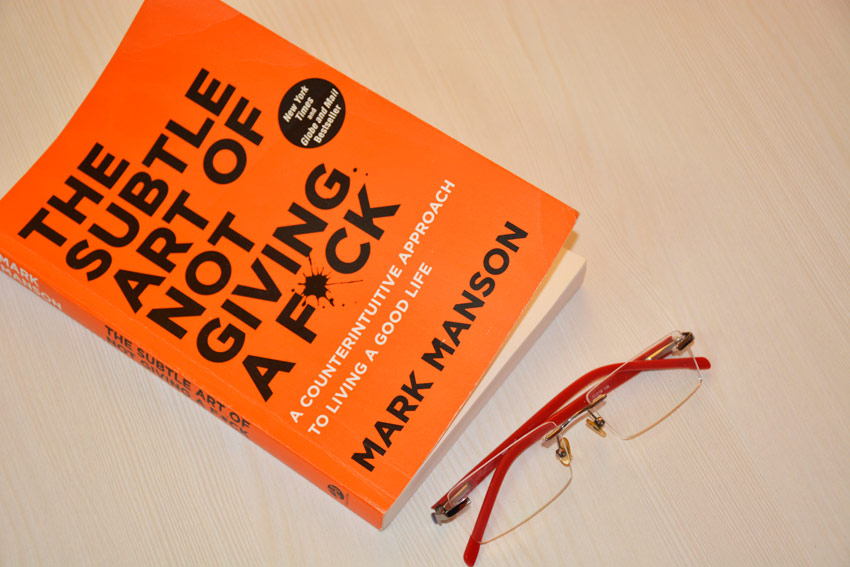 THE
SUBTLE
ART OF
NOT
GIVING
A F*CK
New York
Times
and
Globe and Mail
Bestseller
A COUNTERINTUITIVE APPROACH
TO LIVING A GOOD LIFE
MARK MANSON
MARK
MANSON
THE SUBTLE ART OF
NOT GIVING A F*CK